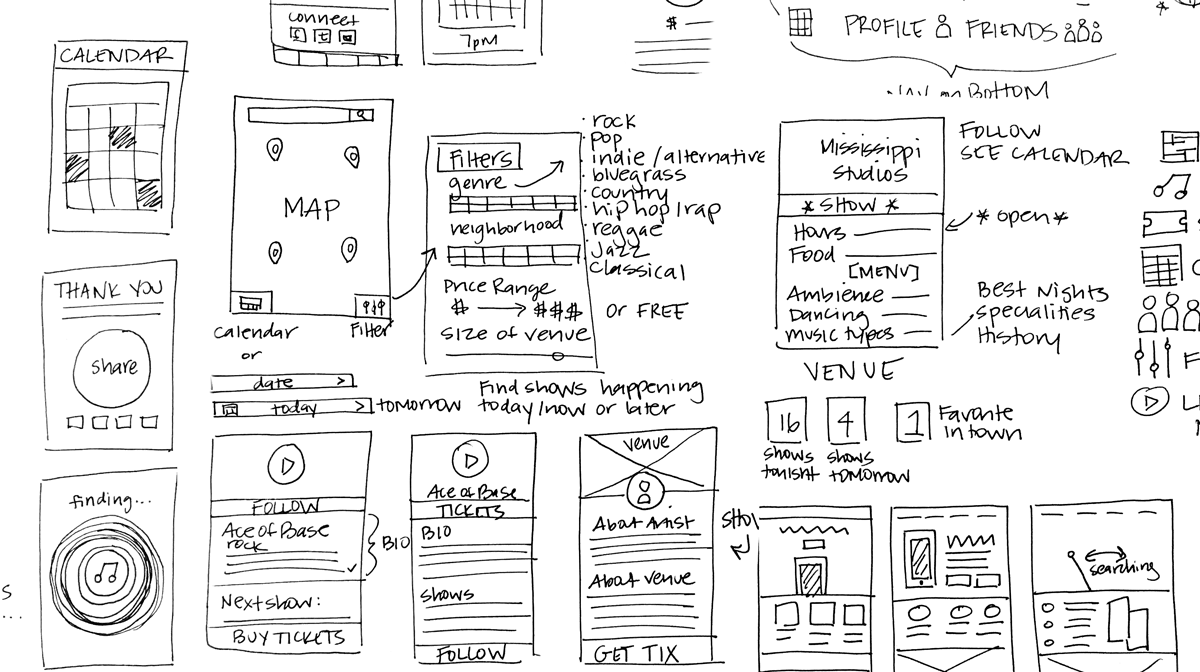 connect
7pm
$
PROFILE FRIENDS
BOTTOM
CALENDAR
MAP
calendar
or
Filter
date >
today >
TOMORROW
Filters
genre
neighborhood
Price Range
$ → $$$
or FREE
size of venue
· rock
· pop
· indie / alternative
· bluegrass
· country
· hip hop / rap
· reggae
· Jazz
classical
Find shows happening
today/now or later
Mississippi
Studios
* SHOW *
Hours
Food
[MENU]
Ambience
Dancing
music types
VENUE
FOLLOW
SEE CALENDAR
* open *
Best Nights
specialities
History
16
shows
tonight
4
shows
TOMORROW
1
Favorite
in town
THANK YOU
share
finding...
FOLLOW
Ace of Base
rock
BIO
Next show:
BUY TICKETS
Ace of Base
TICKETS
BIO
shows
FOLLOW
venue
About Artist
About venue
GET TIX
searching